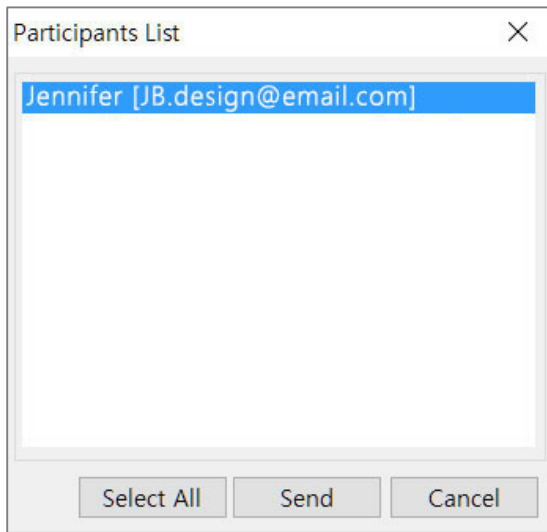 Participants List
Jennifer [JB.design@email.com]
Select All
Send
Cancel